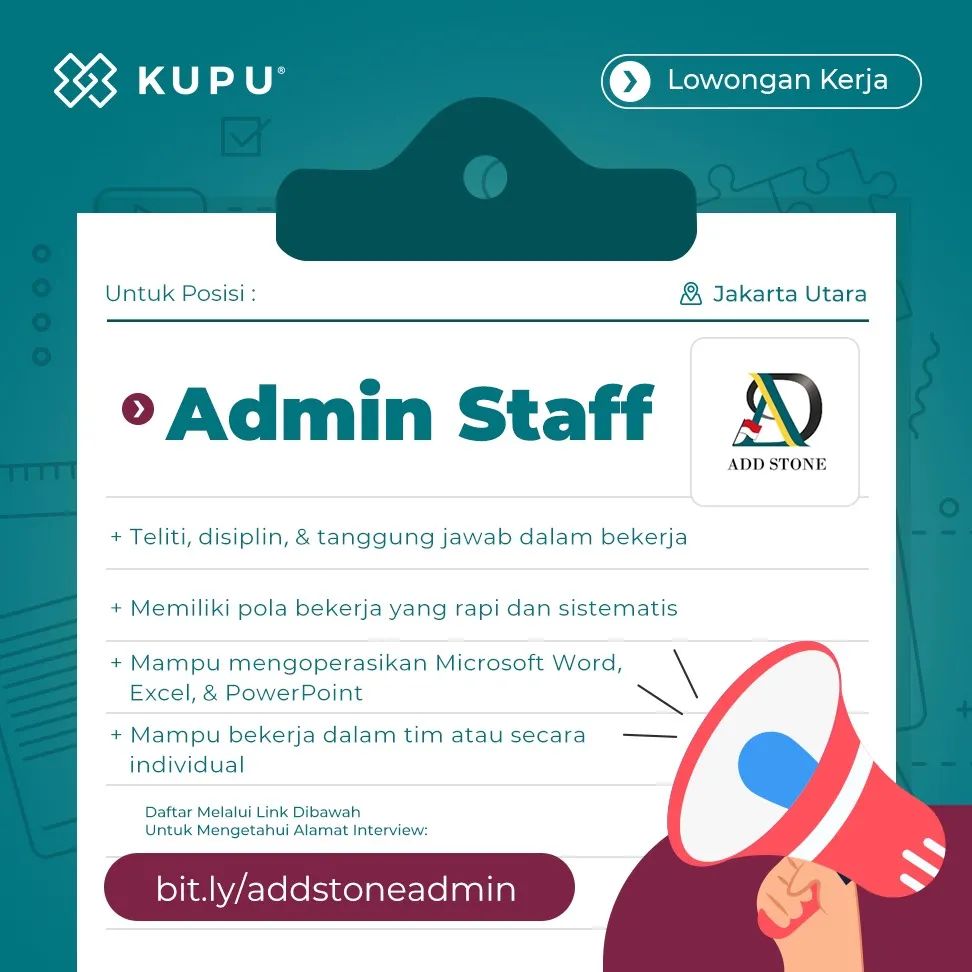 KUPU®
Lowongan Kerja
Untuk Posisi :
Jakarta Utara
Admin Staff
ADD STONE
+ Teliti, disiplin, & tanggung jawab dalam bekerja
+ Memiliki pola bekerja yang rapi dan sistematis
+ Mampu mengoperasikan Microsoft Word,
Excel, & PowerPoint
+ Mampu bekerja dalam tim atau secara
individual
Daftar Melalui Link Dibawah
Untuk Mengetahui Alamat Interview:
bit.ly/addstoneadmin